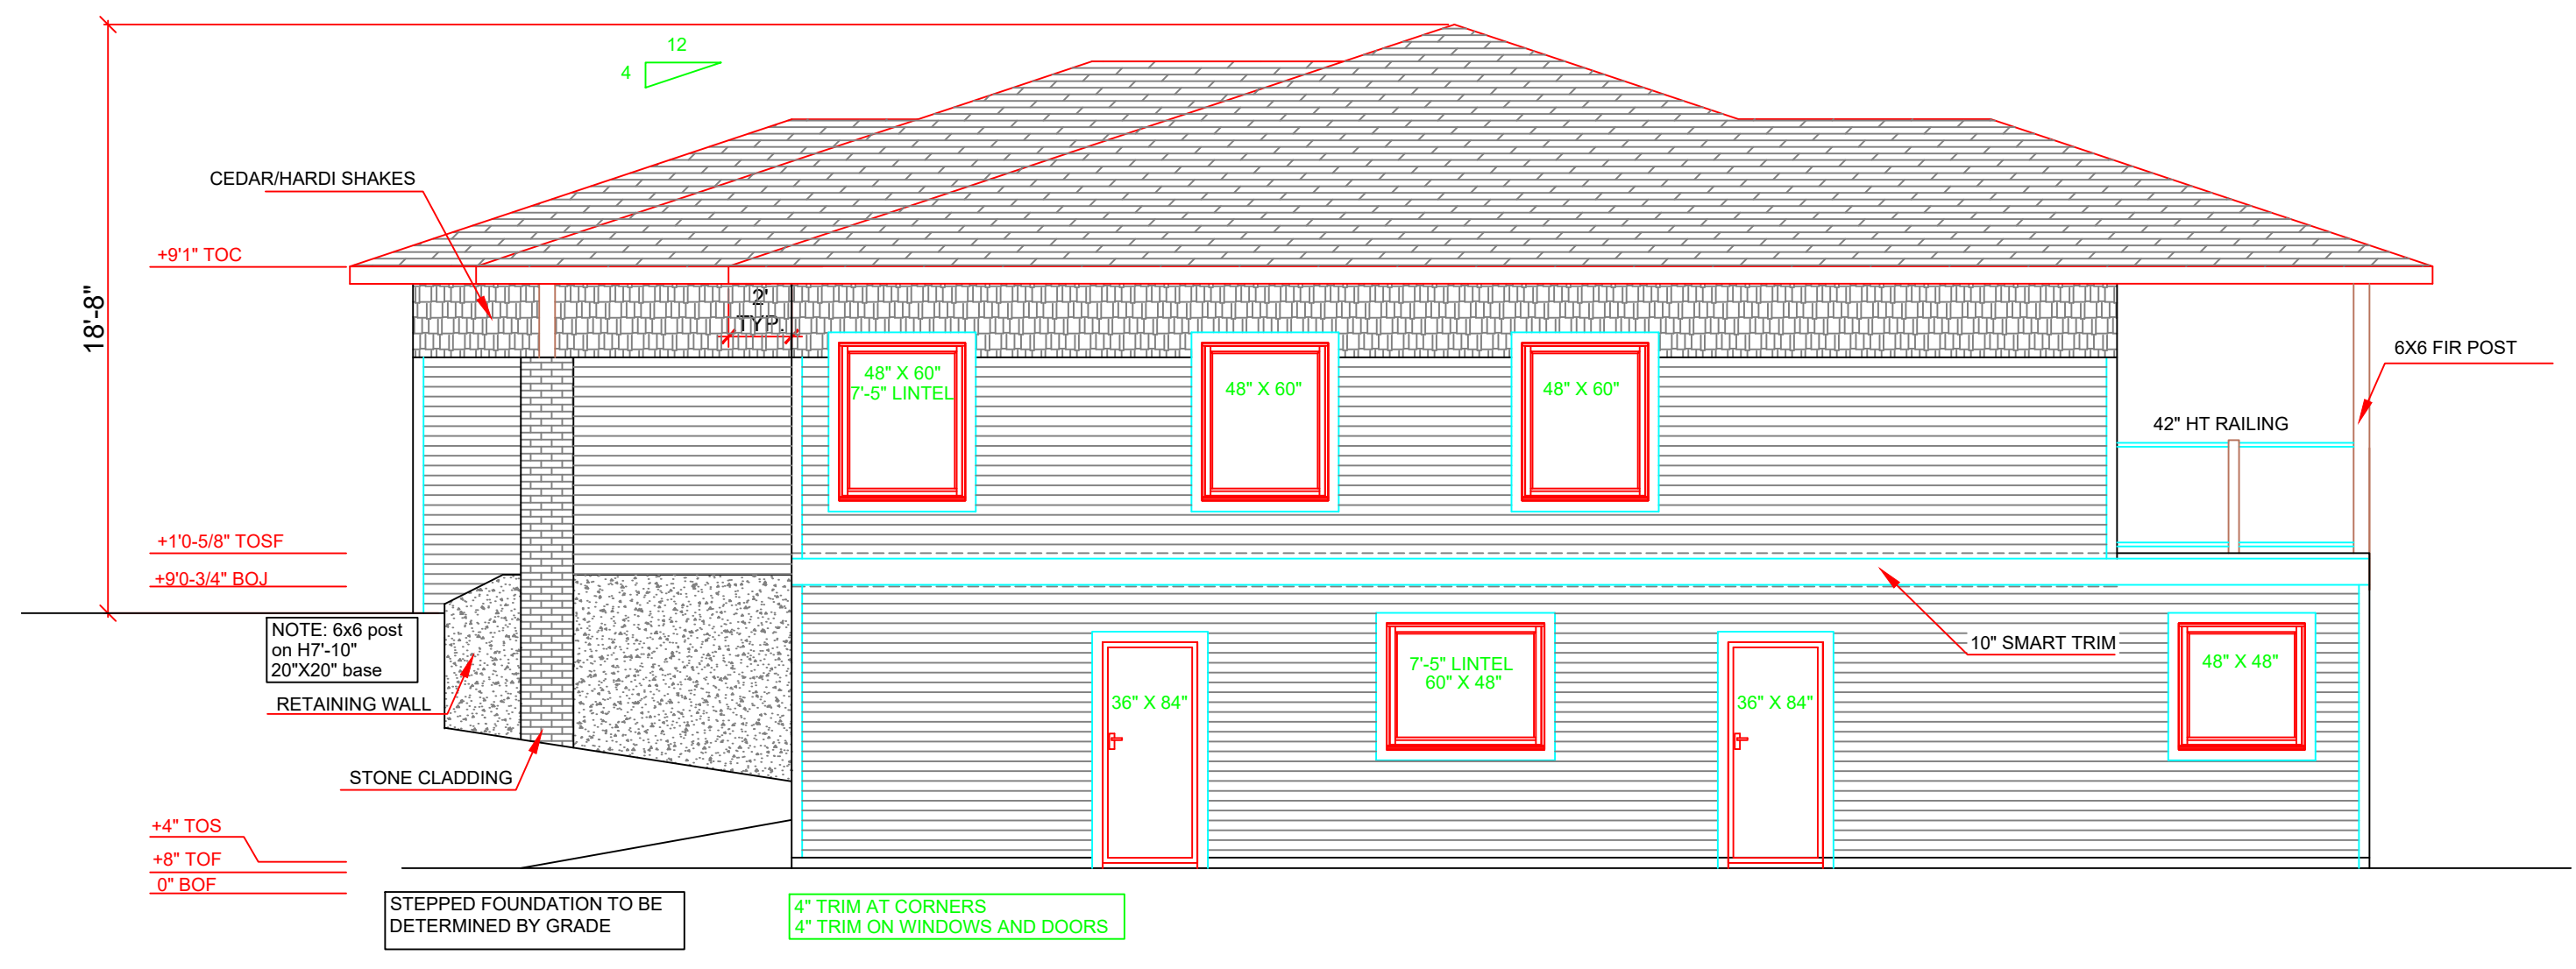 12
4
18'-8"
CEDAR/HARDI SHAKES
+9'1" TOC
2'
TYP.
48" X 60"
7'-5" LINTEL
48" X 60"
48" X 60"
6X6 FIR POST
42" HT RAILING
+1'0-5/8" TOSF
+9'0-3/4" BOJ
NOTE: 6x6 post
on H7'-10"
20"X20" base
RETAINING WALL
STONE CLADDING
36" X 84"
7'-5" LINTEL
60" X 48"
36" X 84"
10" SMART TRIM
48" X 48"
+4" TOS
+8" TOF
0" BOF
STEPPED FOUNDATION TO BE
DETERMINED BY GRADE
4" TRIM AT CORNERS
4" TRIM ON WINDOWS AND DOORS